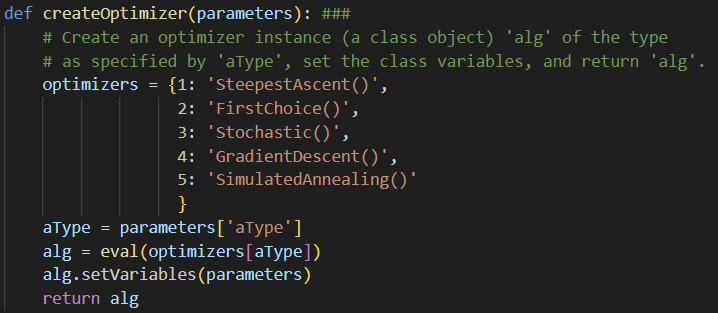 def createOptimizer(parameters): ###
    # Create an optimizer instance (a class object) 'alg' of the type
    # as specified by 'aType', set the class variables, and return 'alg'.
    optimizers = {1: 'SteepestAscent()',
                  2: 'FirstChoice()',
                  3: 'Stochastic()',
                  4: 'GradientDescent()',
                  5: 'SimulatedAnnealing()'
                  }
    aType = parameters['aType']
    alg = eval(optimizers[aType])
    alg.setVariables(parameters)
    return alg